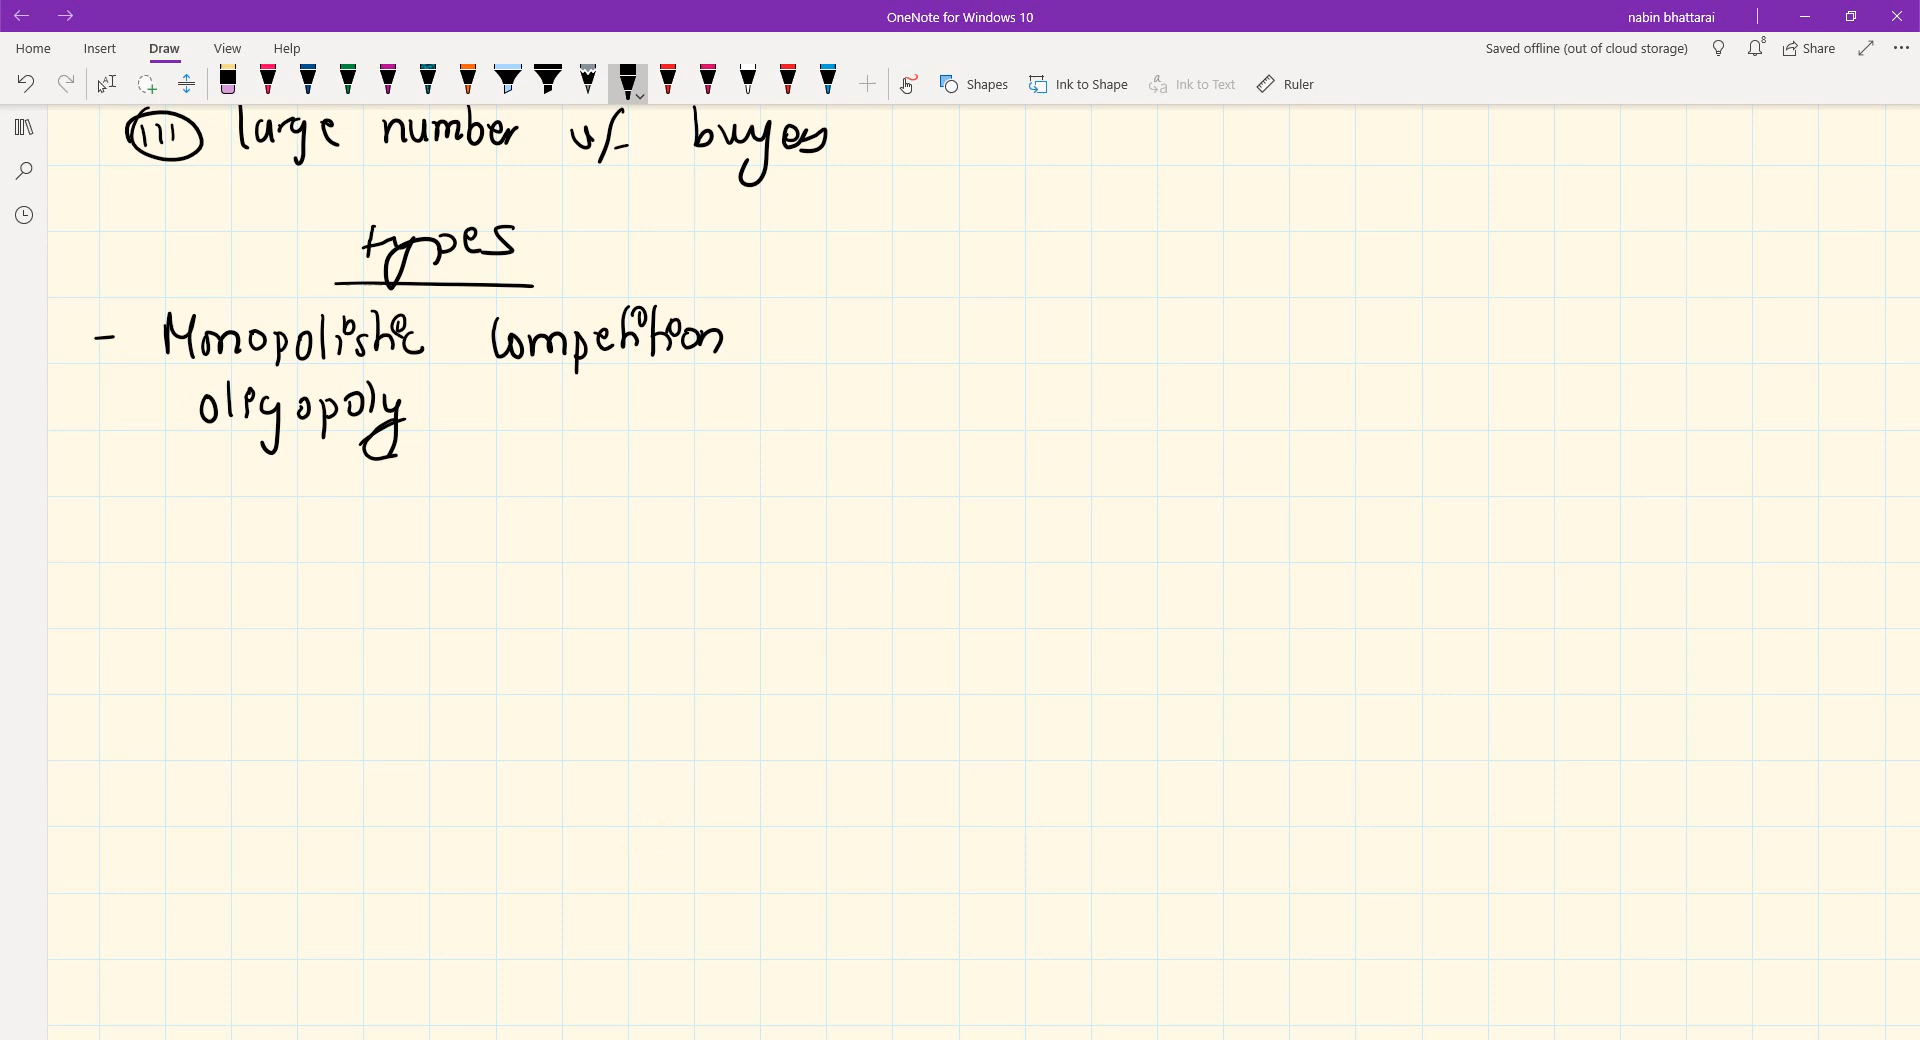 OneNote for Windows 10
nabin bhattarai
Home Insert Draw View Help
Saved offline (out of cloud storage)
8
Share
Shapes
Ink to Shape
Ink to Text
Ruler
(iii) large number of buyers
types
- Monopolistic Competition
oligopoly